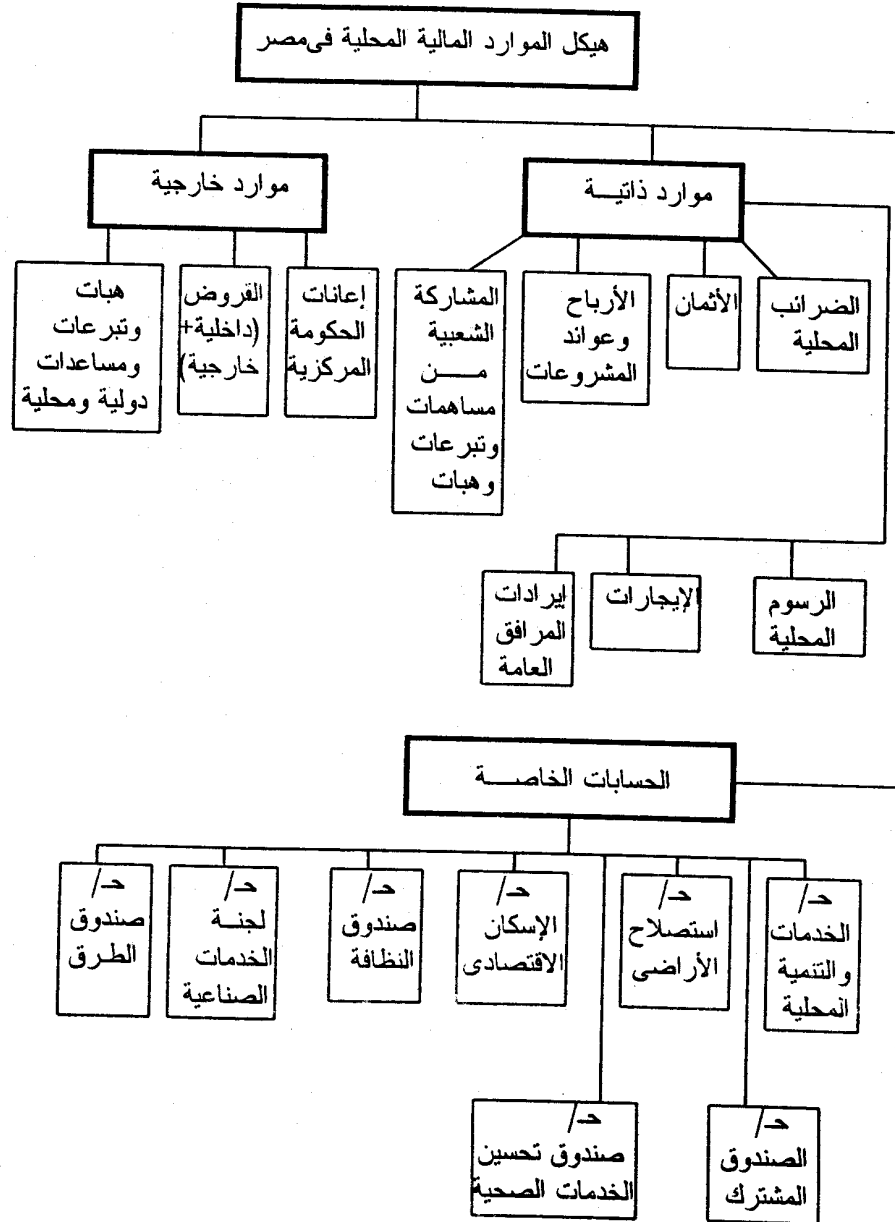 هيكل الموارد المالية المحلية فى مصر
موارد ذاتيـــة
موارد خارجية
الضرائب
المحلية
الأثمان
الأرباح
وعوائد
المشروعات
المشاركة
الشعبية
مـــن
مساهمات
وتبرعات
وهبات
إعانات
الحكومة
المركزية
القروض
(داخلية+
خارجية)
هبات
وتبرعات
ومساعدات
دولية ومحلية
الرسوم
المحلية
الإيجارات
إيرادات
المرافق
العامة
الحسابات الخاصـــة
حـ/
الخدمات
والتنمية
المحلية
حـ/
استصلاح
الأراضى
حـ/
الإسكان
الاقتصادى
حـ/
صندوق
النظافة
حـ/
لجنــة
الخدمات
الصناعية
حـ/
صندوق
الطرق
حـ/
الصندوق
المشترك
حـ/
صندوق تحسين
الخدمات الصحية